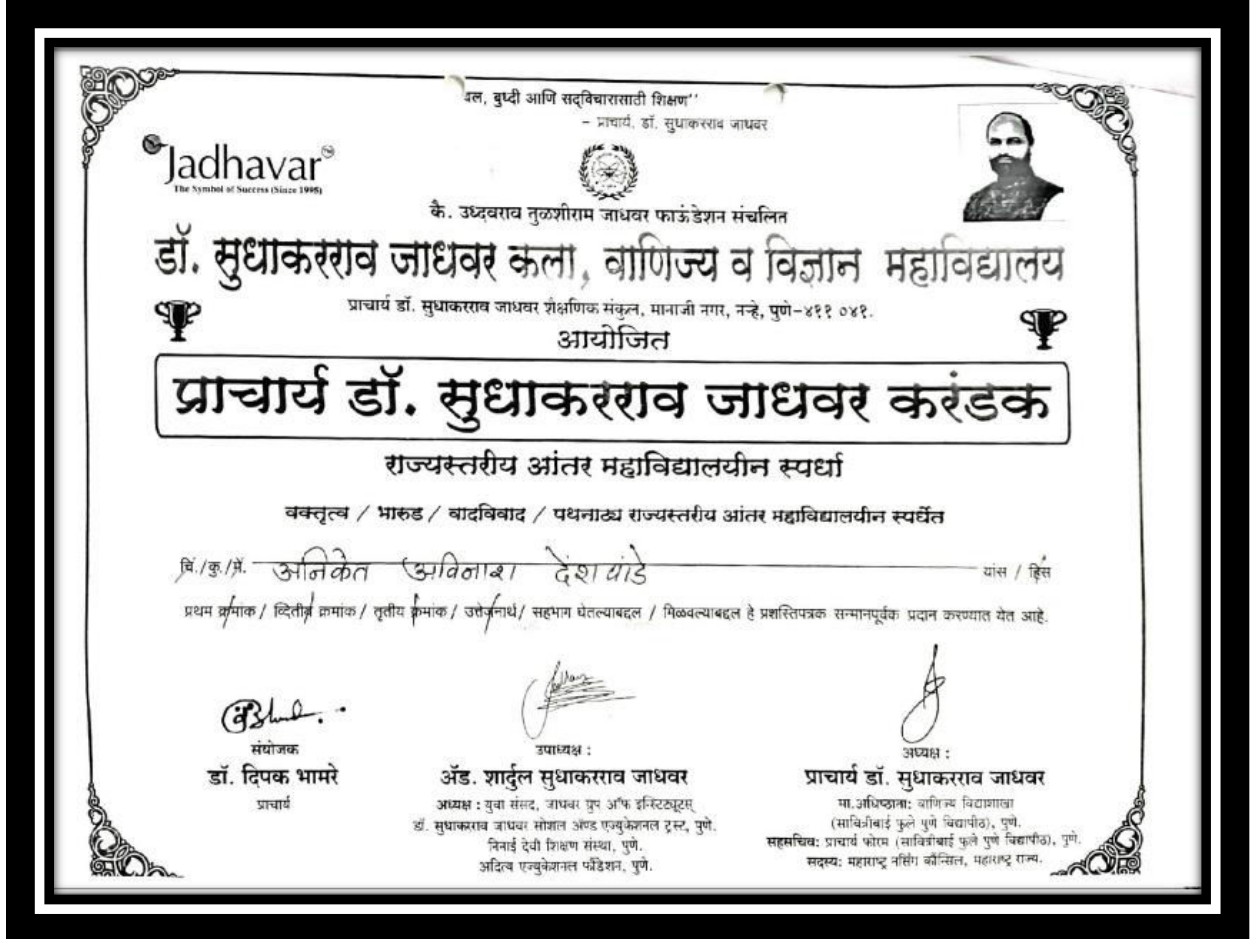 बल, बुध्दी आणि सद्‌विचारासाठी शिक्षण''
- प्राचार्य. डॉ. सुधाकरराव जाधवर
Jadhavar®
The Symbol of Success (Since 1995)
कै. उध्दवराव तुळशीराम जाधवर फाऊंडेशन संचलित
डॉ. सुधाकरराव जाधवर कला, वाणिज्य व विज्ञान महाविद्यालय
प्राचार्य डॉ. सुधाकरराव जाधवर शैक्षणिक संकुल, मानाजी नगर, नऱ्हे, पुणे-४११ ०४१.
आयोजित
प्राचार्य डॉ. सुधाकरराव जाधवर करंडक
राज्यस्तरीय आंतर महाविद्यालयीन स्पर्धा
वक्तृत्व / भारुड / वादविवाद / पथनाट्य राज्यस्तरीय आंतर महाविद्यालयीन स्पर्धेत
चि./कु./प्रे. अनिकेत अविनाश देशपांडे यांस / हिंस
प्रथम क्रमांक / व्दितीय क्रमांक / तृतीय क्रमांक / उत्तेजनार्थ / सहभाग घेतल्याबद्दल / मिळवल्याबद्दल हे प्रशस्तिपत्रक सन्मानपूर्वक प्रदान करण्यात येत आहे.
संयोजक
डॉ. दिपक भामरे
प्राचार्य
उपाध्यक्ष :
ॲड. शार्दुल सुधाकरराव जाधवर
अध्यक्ष : युवा संसद, जाधवर ग्रुप ऑफ इन्स्टिट्युटस्
डॉ. सुधाकरराव जाधवर सोशल ॲण्ड एज्युकेशनल ट्रस्ट, पुणे.
निनाई देवी शिक्षण संस्था, पुणे.
अदित्य एज्युकेशनल फौंडेशन, पुणे.
अध्यक्ष :
प्राचार्य डॉ. सुधाकरराव जाधवर
मा.अधिष्ठाता: वाणिज्य विद्याशाखा
(सावित्रीबाई फुले पुणे विद्यापीठ), पुणे.
सहसचिव: प्राचार्य फोरम (सावित्रीबाई फुले पुणे विद्यापीठ), पुणे.
सदस्य: महाराष्ट्र नर्सिंग कौन्सिल, महाराष्ट्र राज्य.